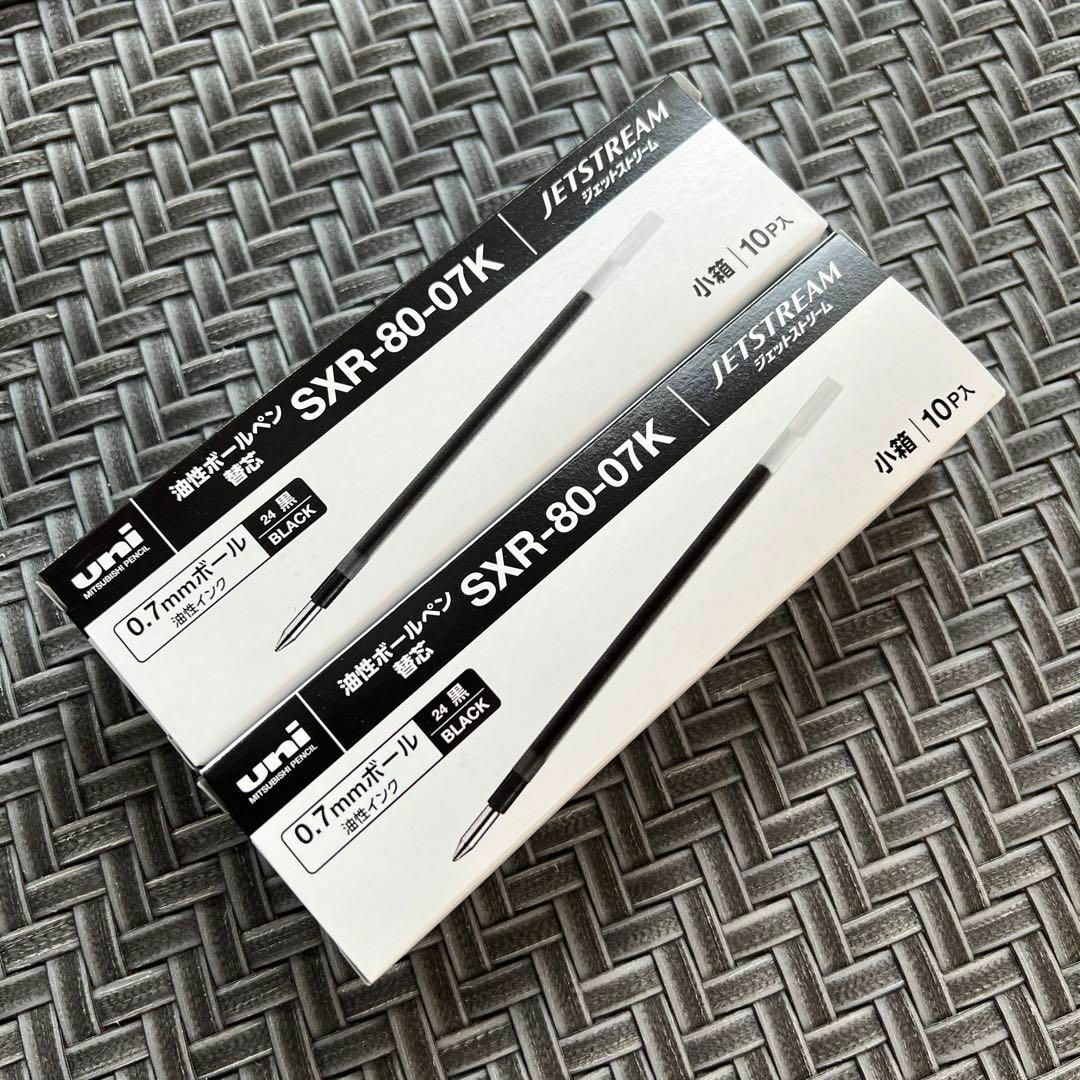 uni
MITSUBISHI PENCIL
油性ボールペン
替芯
SXR-80-07K
JETSTREAM
ジェットストリーム
0.7mmボール
油性インク
24 黒
BLACK
小箱 10P入
uni
MITSUBISHI PENCIL
油性ボールペン
替芯
SXR-80-07K
JETSTREAM
ジェットストリーム
0.7mmボール
油性インク
24 黒
BLACK
小箱 10P入